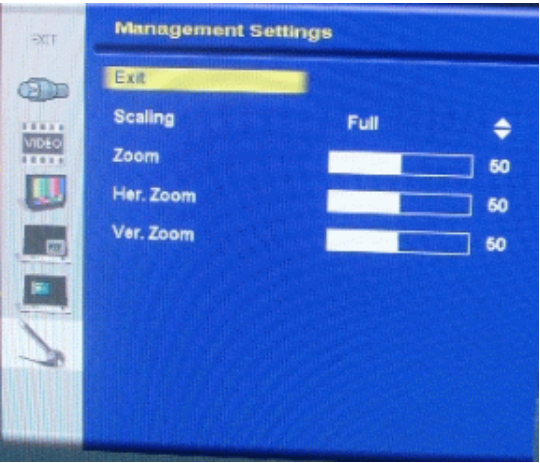 EXIT
Management Settings
Exit
VIDEO
Scaling Full
Zoom 50
Her. Zoom 50
Ver. Zoom 50